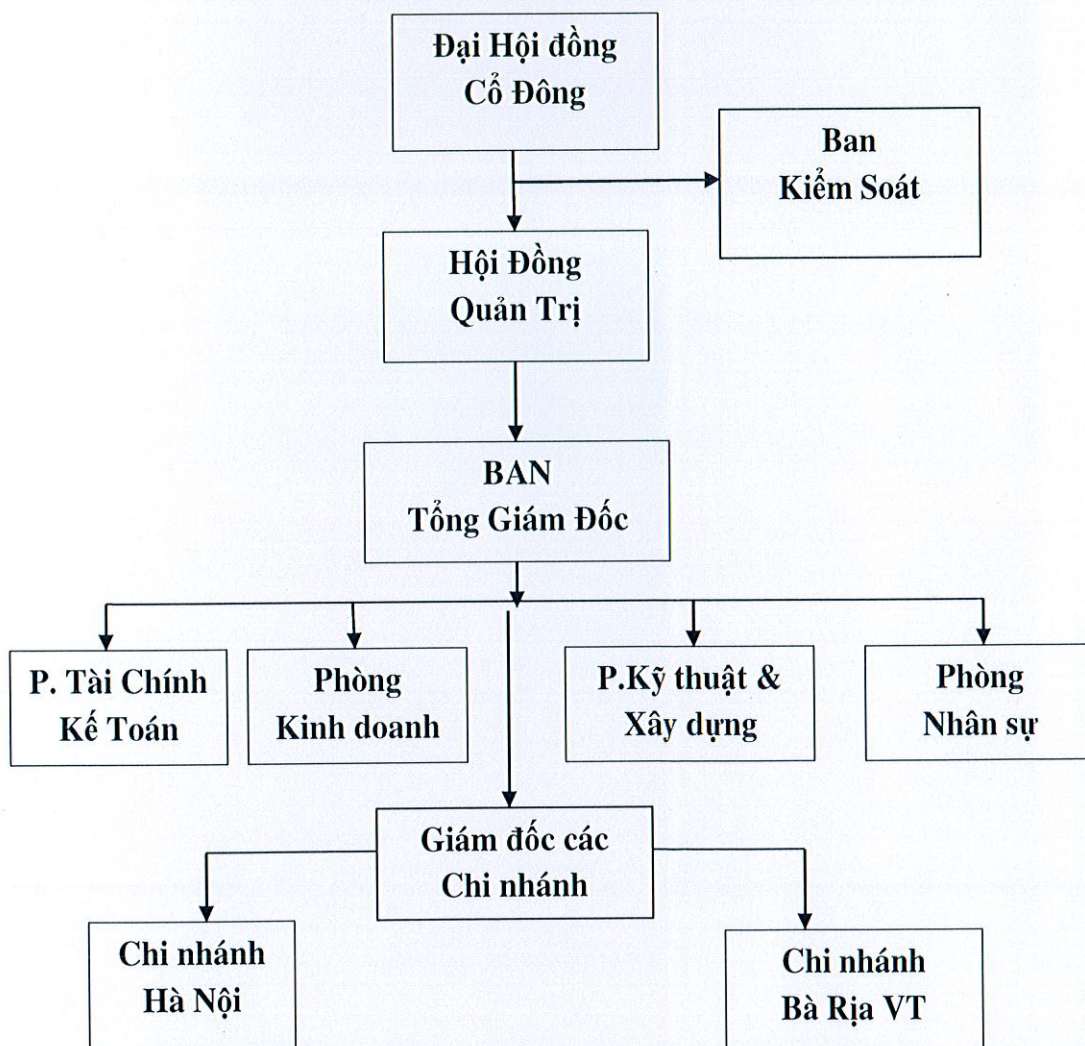 Đại Hội đồng
Cổ Đông
Ban
Kiểm Soát
Hội Đồng
Quản Trị
BAN
Tổng Giám Đốc
P. Tài Chính
Kế Toán
Phòng
Kinh doanh
P.Kỹ thuật &
Xây dựng
Phòng
Nhân sự
Giám đốc các
Chi nhánh
Chi nhánh
Hà Nội
Chi nhánh
Bà Rịa VT